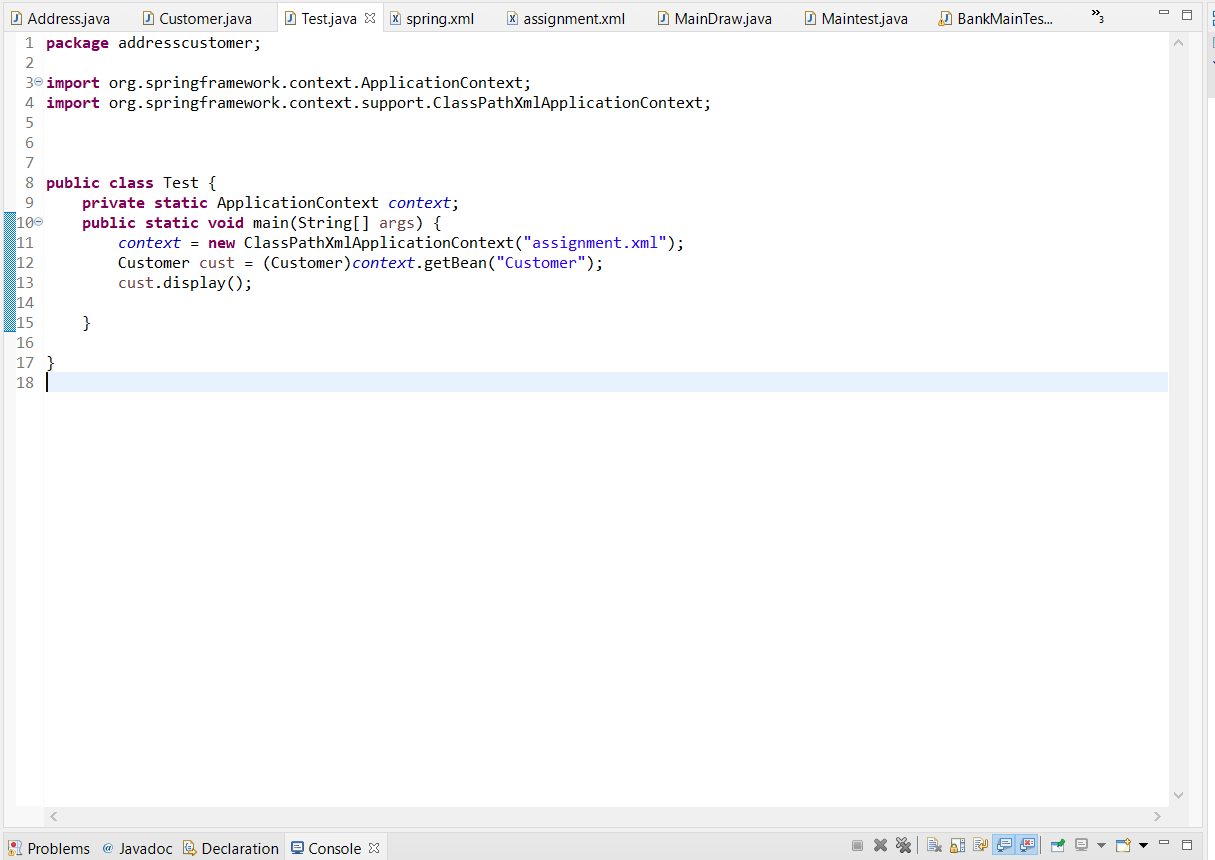 Address.java Customer.java Test.java spring.xml assignment.xml MainDraw.java Maintest.java BankMainTes... »3
1 package addresscustomer;
2
3 import org.springframework.context.ApplicationContext;
4 import org.springframework.context.support.ClassPathXmlApplicationContext;
5
6
7
8 public class Test {
9     private static ApplicationContext context;
10     public static void main(String[] args) {
11         context = new ClassPathXmlApplicationContext("assignment.xml");
12         Customer cust = (Customer)context.getBean("Customer");
13         cust.display();
14
15     }
16
17 }
18
Problems @ Javadoc Declaration Console